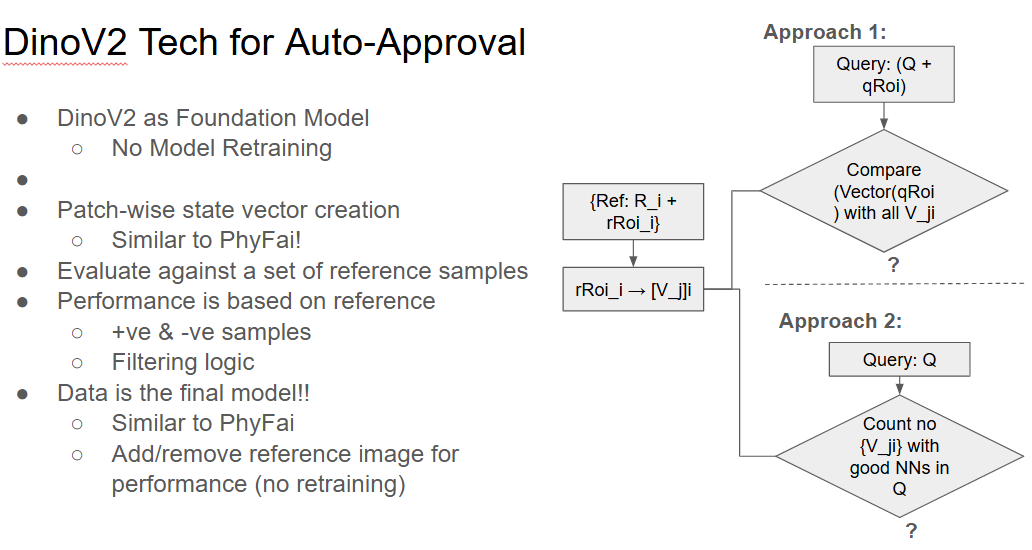 DinoV2 Tech for Auto-Approval
DinoV2 as Foundation Model
No Model Retraining
Patch-wise state vector creation
Similar to PhyFai!
Evaluate against a set of reference samples
Performance is based on reference
+ve & -ve samples
Filtering logic
Data is the final model!!
Similar to PhyFai
Add/remove reference image for
performance (no retraining)
{Ref: R_i +
rRoi_i}
rRoi_i → [V_j]i
Approach 1:
Query: (Q +
qRoi)
Compare
(Vector(qRoi
) with all V_ji
?
Approach 2:
Query: Q
Count no
{V_ji} with
good NNs in
Q
?